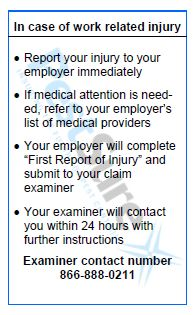 In case of work related injury
• Report your injury to your
employer immediately
• If medical attention is need-
ed, refer to your employer's
list of medical providers
• Your employer will complete
"First Report of Injury" and
submit to your claim
examiner
• Your examiner will contact
you within 24 hours with
further instructions
Examiner contact number
866-888-0211